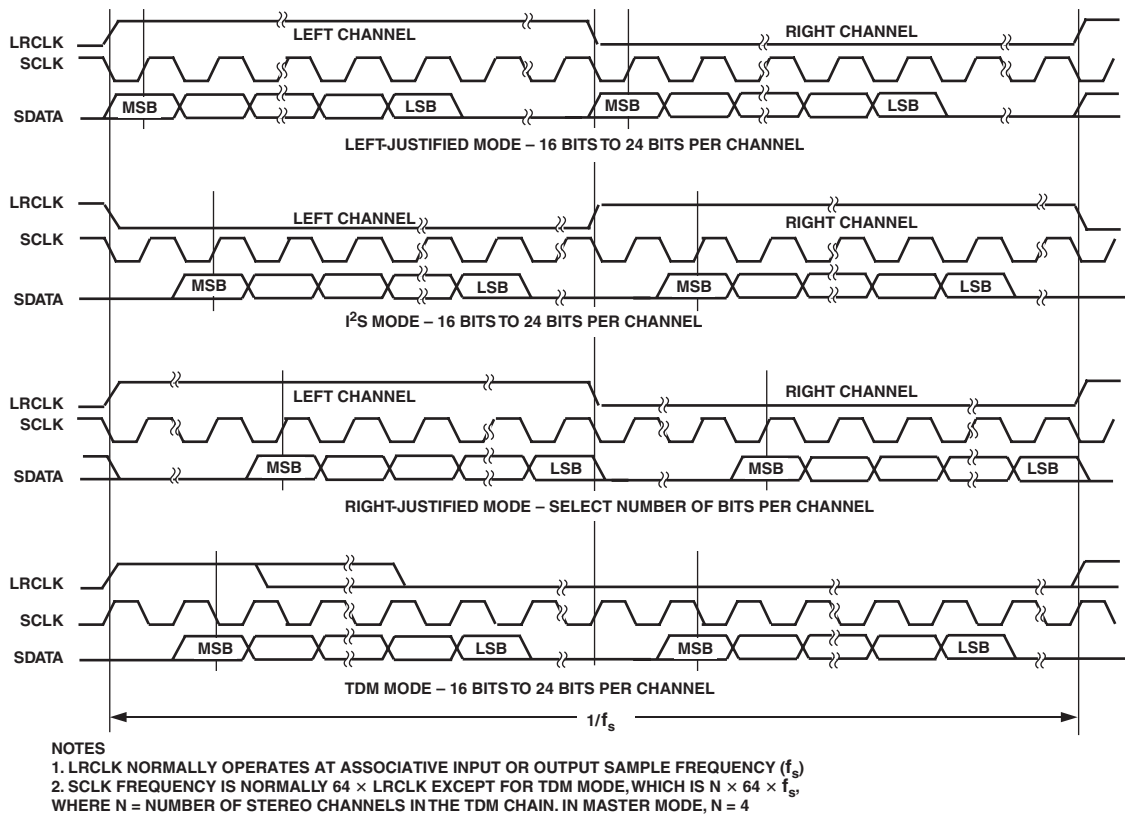 LRCLK LEFT CHANNEL RIGHT CHANNEL
SCLK
SDATA MSB LSB MSB LSB
LEFT-JUSTIFIED MODE – 16 BITS TO 24 BITS PER CHANNEL
LRCLK LEFT CHANNEL RIGHT CHANNEL
SCLK
SDATA MSB LSB MSB LSB
I²S MODE – 16 BITS TO 24 BITS PER CHANNEL
LRCLK LEFT CHANNEL RIGHT CHANNEL
SCLK
SDATA MSB LSB MSB LSB
RIGHT-JUSTIFIED MODE – SELECT NUMBER OF BITS PER CHANNEL
LRCLK
SCLK
SDATA MSB LSB MSB LSB
TDM MODE – 16 BITS TO 24 BITS PER CHANNEL
1/fs
NOTES
1. LRCLK NORMALLY OPERATES AT ASSOCIATIVE INPUT OR OUTPUT SAMPLE FREQUENCY (fs)
2. SCLK FREQUENCY IS NORMALLY 64 × LRCLK EXCEPT FOR TDM MODE, WHICH IS N × 64 × fs,
WHERE N = NUMBER OF STEREO CHANNELS IN THE TDM CHAIN. IN MASTER MODE, N = 4